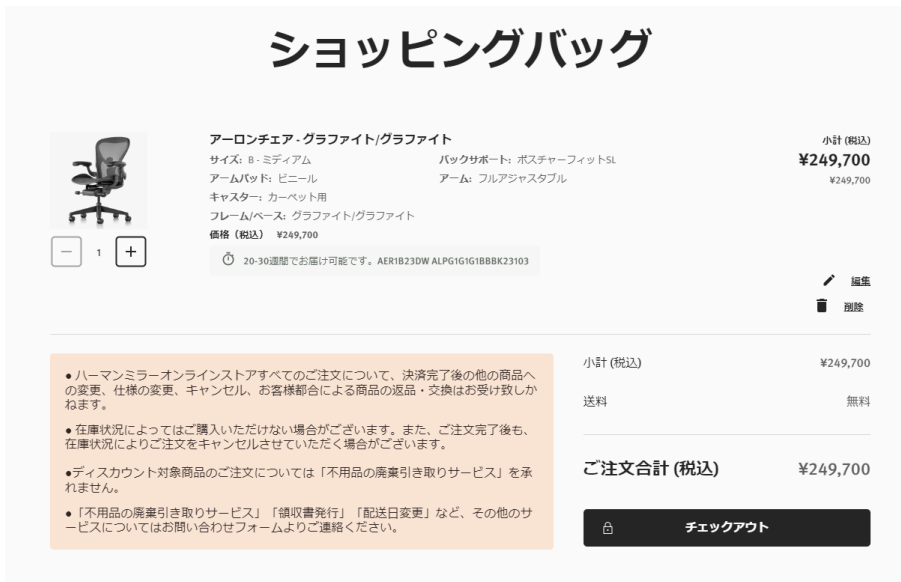 ショッピングバッグ
アーロンチェア - グラファイト/グラファイト
小計 (税込)
サイズ: B - ミディアム
バックサポート: ポスチャーフィットSL
¥249,700
アームパッド: ビニール
アーム: フルアジャスタブル
¥249,700
キャスター: カーペット用
フレーム/ベース: グラファイト/グラファイト
価格 (税込) ¥249,700
1
20-30週間でお届け可能です。AER1B23DW ALPG1G1G1BBBK23103
編集
削除
● ハーマンミラーオンラインストアすべてのご注文について、決済完了後の他の商品へ
の変更、仕様の変更、キャンセル、お客様都合による商品の返品・交換はお受け致しか
ねます。
● 在庫状況によってはご購入いただけない場合がございます。また、ご注文完了後も、
在庫状況によりご注文をキャンセルさせていただく場合がございます。
●ディスカウント対象商品のご注文については「不用品の廃棄引き取りサービス」を承
れません。
● 「不用品の廃棄引き取りサービス」「領収書発行」「配送日変更」など、その他のサ
ービスについてはお問い合わせフォームよりご連絡ください。
小計 (税込) ¥249,700
送料 無料
ご注文合計 (税込) ¥249,700
チェックアウト